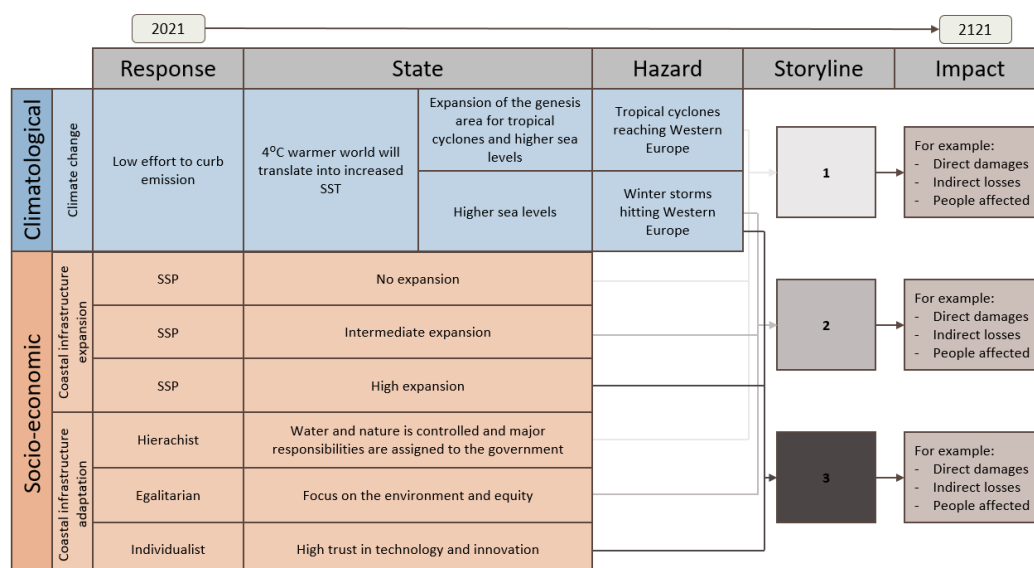 2021
2121
Response
State
Hazard
Storyline
Impact
Climatological
Climate change
Low effort to curb
emission
4°C warmer world will
translate into increased
SST
Expansion of the genesis
area for tropical
cyclones and higher sea
levels
Tropical cyclones
reaching Western
Europe
Higher sea levels
Winter storms
hitting Western
Europe
1
For example:
- Direct damages
- Indirect losses
- People affected
Socio-economic
Coastal infrastructure
expansion
SSP
No expansion
SSP
Intermediate expansion
SSP
High expansion
2
For example:
- Direct damages
- Indirect losses
- People affected
Coastal infrastructure
adaptation
Hierachist
Water and nature is controlled and major
responsibilities are assigned to the government
Egalitarian
Focus on the environment and equity
Individualist
High trust in technology and innovation
3
For example:
- Direct damages
- Indirect losses
- People affected